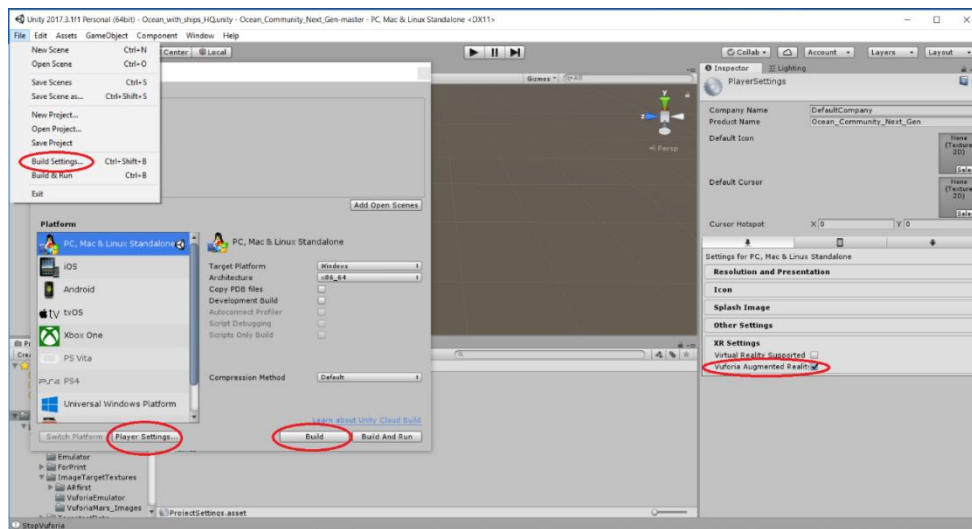 Unity 2017.3.1f1 Personal (64bit) - Ocean_with_ships_HQ.unity - Ocean_Community_Next_Gen-master - PC, Mac & Linux Standalone <DX11>
File Edit Assets GameObject Component Window Help
New Scene Ctrl+N
Open Scene Ctrl+O
Save Scenes Ctrl+S
Save Scene as... Ctrl+Shift+S
New Project...
Open Project...
Save Project
Build Settings... Ctrl+Shift+B
Build & Run Ctrl+B
Exit
Center Local
Collab Account Layers Layout
Gizmos
y
z
Persp
Add Open Scenes
Platform
PC, Mac & Linux Standalone
iOS
Android
tv tvOS
Xbox One
PS Vita
PS4
Universal Windows Platform
PC, Mac & Linux Standalone
Target Platform Windows
Architecture x86_64
Copy PDB files
Development Build
Autoconnect Profiler
Script Debugging
Scripts Only Build
Compression Method Default
Learn about Unity Cloud Build
Switch Platform Player Settings... Build Build And Run
Emulator
ForPrint
ImageTargetTextures
ARfirst
VuforiaEmulator
VuforiaMars_Images
ProjectSettings.asset
StopVuforia
Inspector Lighting
PlayerSettings
Company Name DefaultCompany
Product Name Ocean_Community_Next_Gen
Default Icon None
(Texture
2D)
Default Cursor None
(Texture
2D)
Cursor Hotspot X 0 Y 0
Settings for PC, Mac & Linux Standalone
Resolution and Presentation
Icon
Splash Image
Other Settings
XR Settings
Virtual Reality Supported
Vuforia Augmented Realit